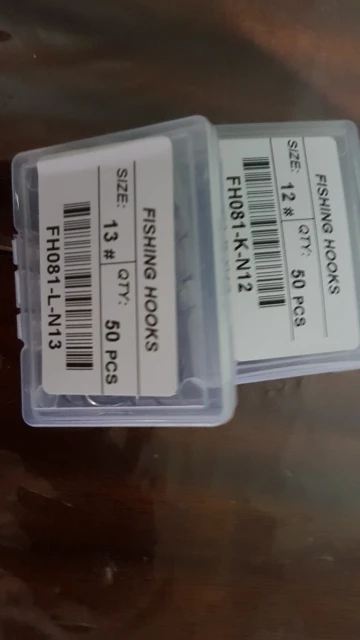 FISHING HOOKS
SIZE: 13 # QTY: 50 PCS
FH081-L-N13
FISHING HOOKS
SIZE: 12 # QTY: 50 PCS
FH081-K-N12